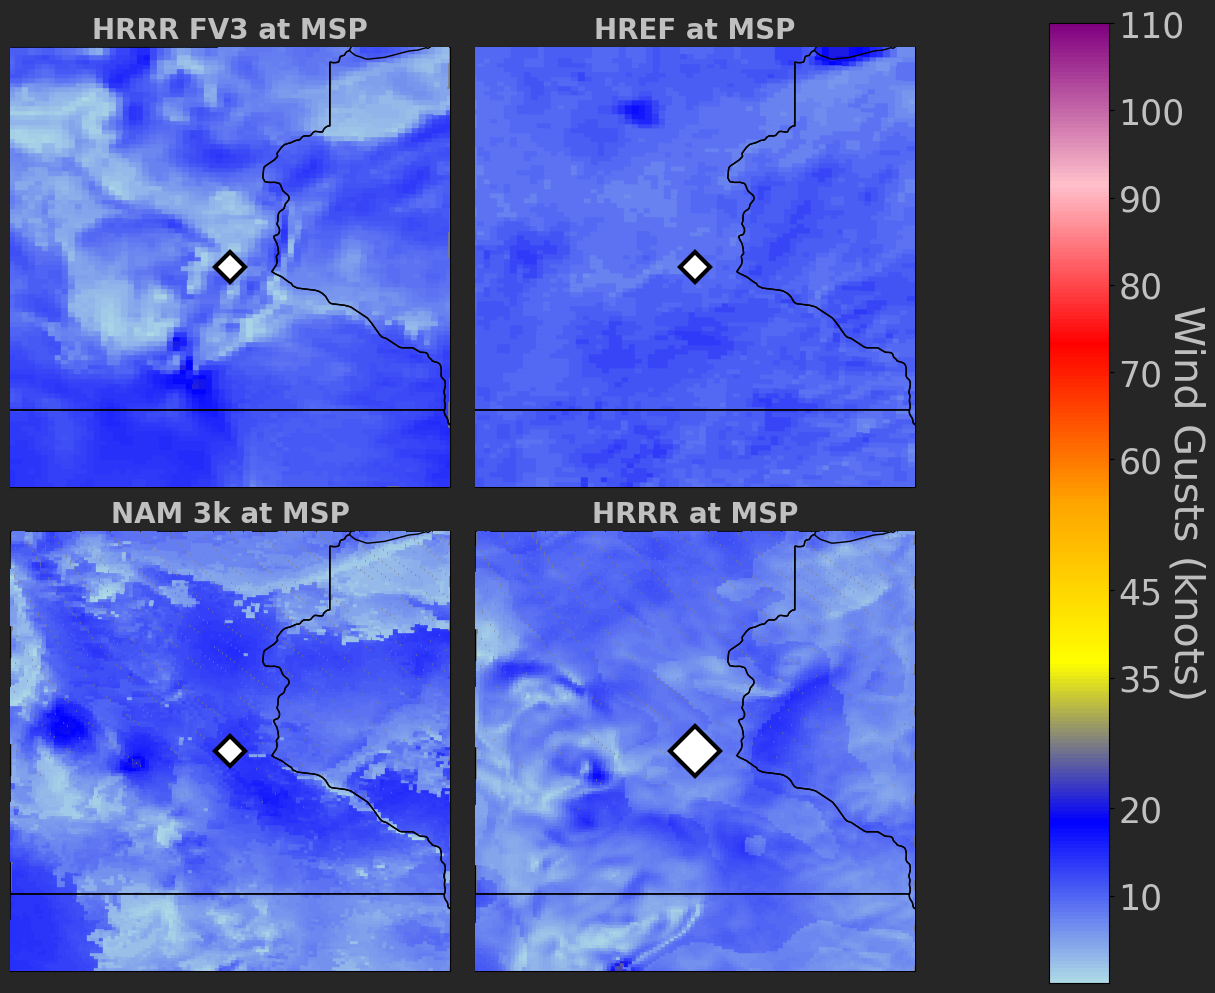 HRRR FV3 at MSP
HREF at MSP
NAM 3k at MSP
HRRR at MSP
110
100
90
80
70
60
45
35
20
10
Wind Gusts (knots)